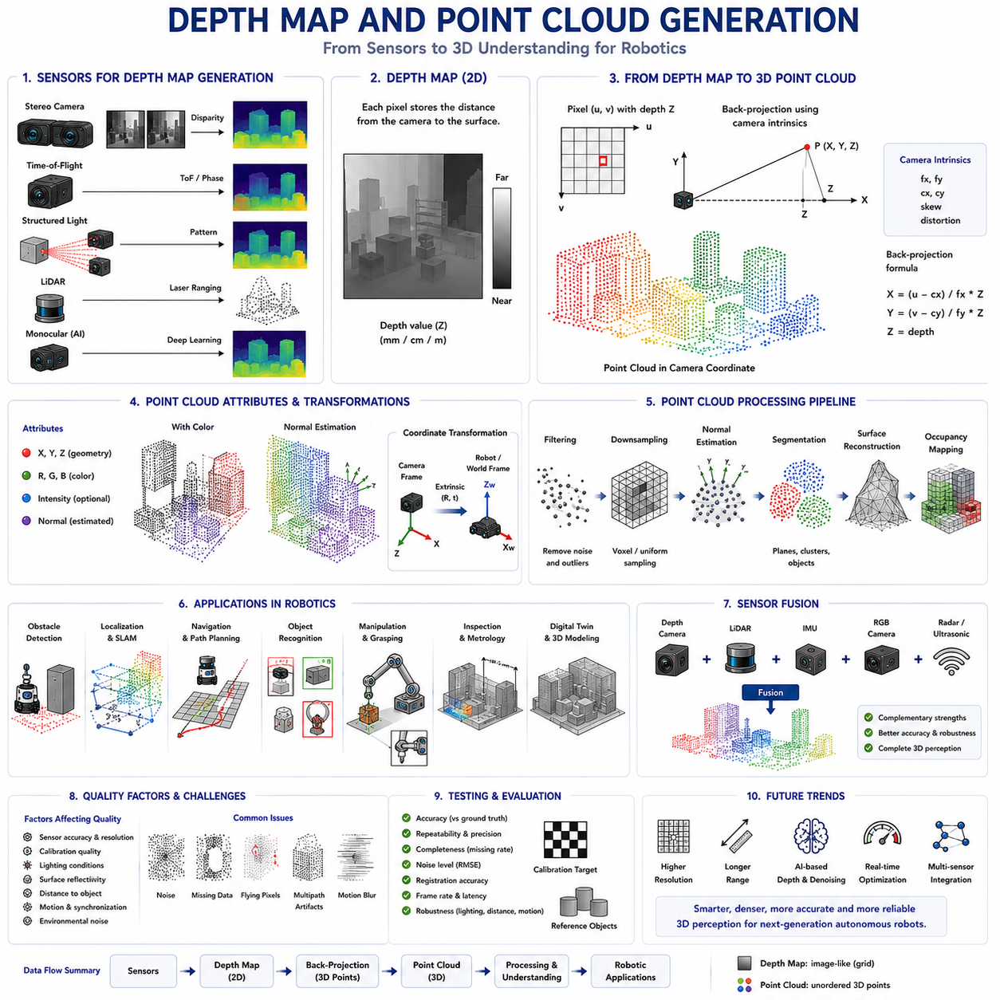 DEPTH MAP AND POINT CLOUD GENERATION
From Sensors to 3D Understanding for Robotics
1. SENSORS FOR DEPTH MAP GENERATION
Stereo Camera
Disparity
Time-of-Flight
ToF / Phase
Structured Light
Pattern
LiDAR
Laser Ranging
Monocular (AI)
Deep Learning
2. DEPTH MAP (2D)
Each pixel stores the distance
from the camera to the surface.
Far
Near
Depth value (Z)
(mm / cm / m)
3. FROM DEPTH MAP TO 3D POINT CLOUD
Pixel (u, v) with depth Z
u
v
Back-projection using
camera intrinsics
Y
P (X, Y, Z)
Z
X
Z
Camera Intrinsics
fx, fy
cx, cy
skew
distortion
Back-projection
formula
X = (u – cx) / fx * Z
Y = (v – cy) / fy * Z
Z = depth
Point Cloud in Camera Coordinate
4. POINT CLOUD ATTRIBUTES & TRANSFORMATIONS
Attributes
X, Y, Z (geometry)
R, G, B (color)
Intensity (optional)
Normal (estimated)
With Color
Normal Estimation
Coordinate Transformation
Camera
Frame
Extrinsic
(R, t)
Robot /
World Frame
Zw
X
Z
Xw
5. POINT CLOUD PROCESSING PIPELINE
Filtering
Remove noise
and outliers
Downsampling
Voxel / uniform
sampling
Normal
Estimation
Segmentation
Planes, clusters,
objects
Surface
Reconstruction
Occupancy
Mapping
6. APPLICATIONS IN ROBOTICS
Obstacle
Detection
Localization
& SLAM
Navigation
& Path Planning
Object
Recognition
Manipulation
& Grasping
Inspection
& Metrology
Digital Twin
& 3D Modeling
7. SENSOR FUSION
Depth
Camera
+
LiDAR
+
IMU
+
RGB
Camera
+
Radar /
Ultrasonic
Fusion
Complementary strengths
Better accuracy & robustness
Complete 3D perception
8. QUALITY FACTORS & CHALLENGES
Factors Affecting Quality
Sensor accuracy & resolution
Calibration quality
Lighting conditions
Surface reflectivity
Distance to object
Motion & synchronization
Environmental noise
Common Issues
Noise
Missing Data
Flying Pixels
Multipath
Artifacts
Motion Blur
9. TESTING & EVALUATION
Accuracy (vs ground truth)
Repeatability & precision
Completeness (missing rate)
Noise level (RMSE)
Registration accuracy
Frame rate & latency
Robustness (lighting, distance, motion)
Calibration Target
Reference Objects
10. FUTURE TRENDS
Higher
Resolution
Longer
Range
AI-based
Depth & Denoising
Real-time
Optimization
Multi-sensor
Integration
Smarter, denser, more accurate and more reliable
3D perception for next-generation autonomous robots.
Data Flow Summary
Sensors
Depth Map
(2D)
Back-Projection
(3D Points)
Point Cloud
(3D)
Processing &
Understanding
Robotic
Applications
Depth Map: image-like (grid)
Point Cloud: unordered 3D points